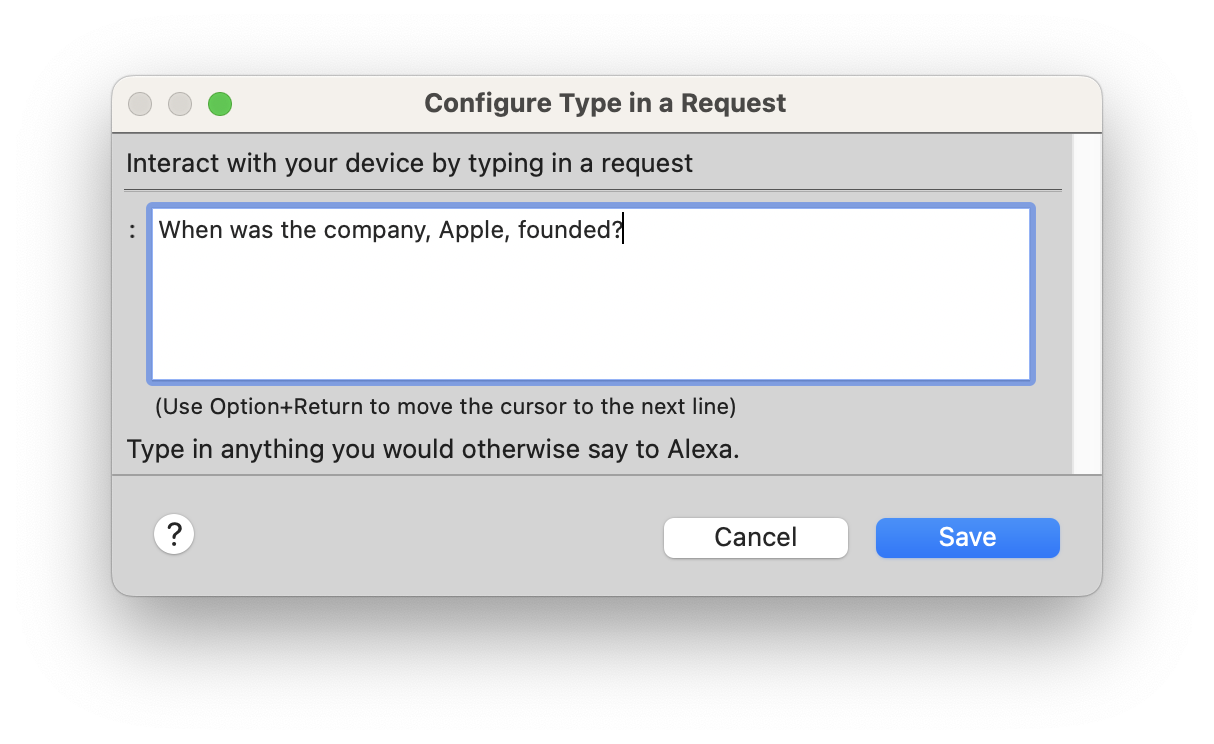 Configure Type in a Request
Interact with your device by typing in a request
: When was the company, Apple, founded?
(Use Option+Return to move the cursor to the next line)
Type in anything you would otherwise say to Alexa.
? Cancel Save